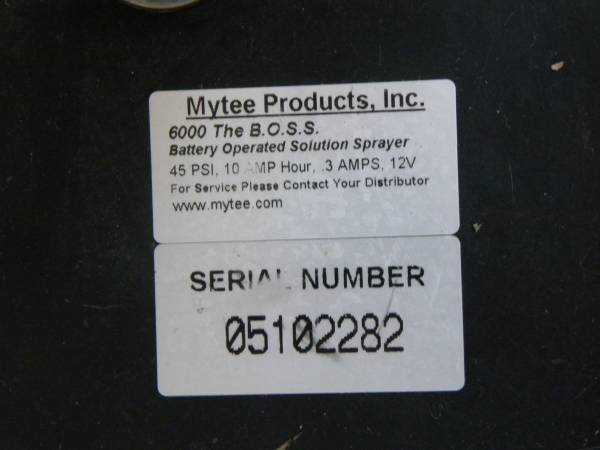 Mytee Products, Inc.
6000 The B.O.S.S.
Battery Operated Solution Sprayer
45 PSI, 10 AMP Hour, .3 AMPS, 12V
For Service Please Contact Your Distributor
www.mytee.com
SERIAL NUMBER
05102282